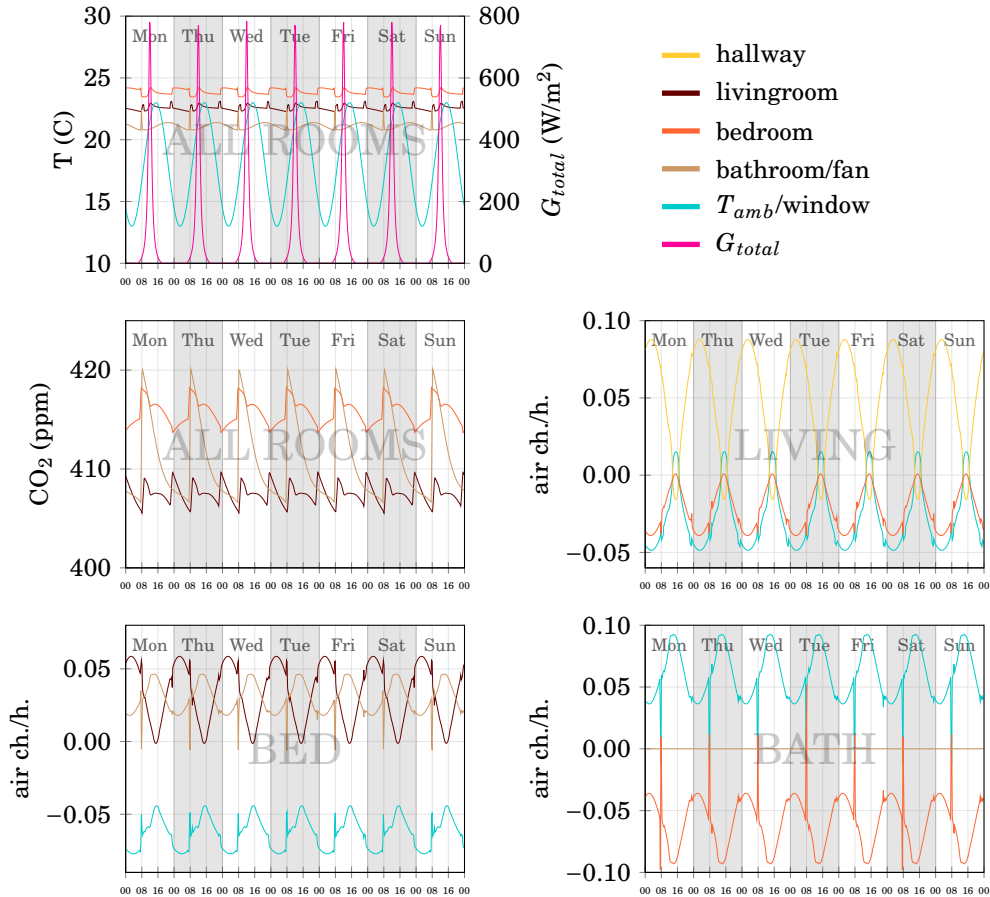 30
25
20
15
10
T (C)
800
600
400
200
0
G_total (W/m²)
Mon Thu Wed Tue Fri Sat Sun
ALL ROOMS
00 08 16 00 08 16 00 08 16 00 08 16 00 08 16 00 08 16 00 08 16 00
hallway
livingroom
bedroom
bathroom/fan
T_amb/window
G_total
420
410
400
CO₂ (ppm)
Mon Thu Wed Tue Fri Sat Sun
ALL ROOMS
00 08 16 00 08 16 00 08 16 00 08 16 00 08 16 00 08 16 00 08 16 00
0.10
0.05
0.00
−0.05
air ch./h.
Mon Thu Wed Tue Fri Sat Sun
LIVING
00 08 16 00 08 16 00 08 16 00 08 16 00 08 16 00 08 16 00 08 16 00
0.05
0.00
−0.05
air ch./h.
Mon Thu Wed Tue Fri Sat Sun
BED
00 08 16 00 08 16 00 08 16 00 08 16 00 08 16 00 08 16 00 08 16 00
0.10
0.05
0.00
−0.05
−0.10
air ch./h.
Mon Thu Wed Tue Fri Sat Sun
BATH
00 08 16 00 08 16 00 08 16 00 08 16 00 08 16 00 08 16 00 08 16 00